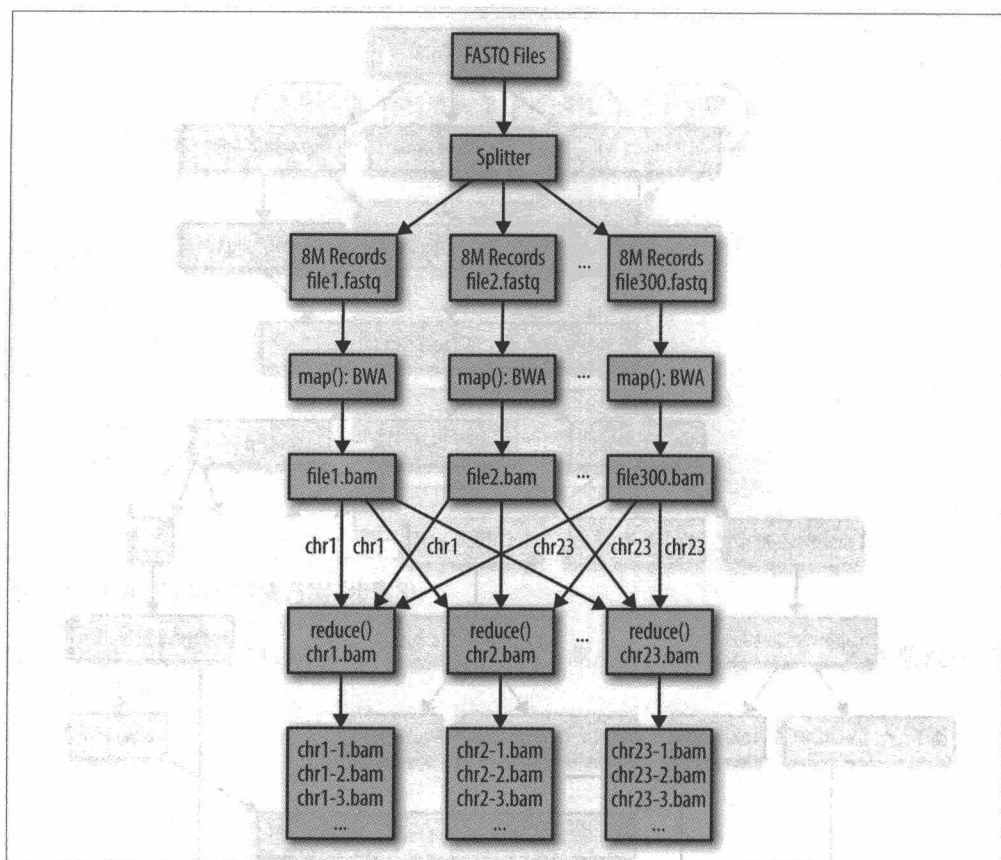 FASTQ Files
Splitter
8M Records
file1.fastq
8M Records
file2.fastq
...
8M Records
file300.fastq
map(): BWA
map(): BWA
...
map(): BWA
file1.bam
file2.bam
...
file300.bam
chr1
chr1
chr1
chr23
chr23
chr23
reduce()
chr1.bam
reduce()
chr2.bam
...
reduce()
chr23.bam
chr1-1.bam
chr1-2.bam
chr1-3.bam
...
chr2-1.bam
chr2-2.bam
chr2-3.bam
...
chr23-1.bam
chr23-2.bam
chr23-3.bam
...